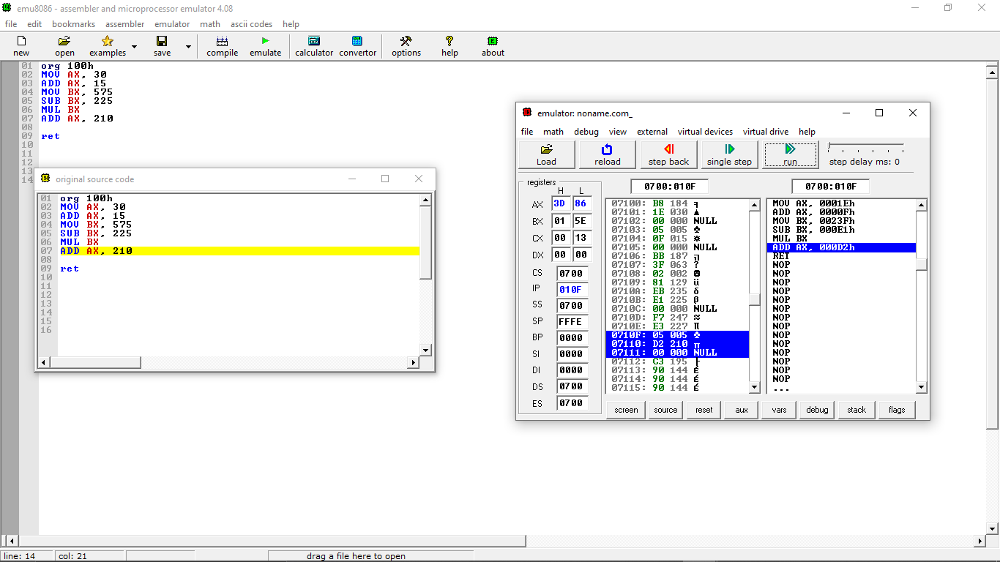 emu8086 - assembler and microprocessor emulator 4.08
file edit bookmarks assembler emulator math ascii codes help
new open examples save compile emulate calculator convertor options help about
01 org 100h
02 MOV AX, 30
03 ADD AX, 15
04 MOV BX, 575
05 SUB BX, 225
06 MUL BX
07 ADD AX, 210
08
09 ret
10
11
12
13
14
original source code
01 org 100h
02 MOV AX, 30
03 ADD AX, 15
04 MOV BX, 575
05 SUB BX, 225
06 MUL BX
07 ADD AX, 210
08
09 ret
10
11
12
13
14
15
16
emulator: noname.com_
file math debug view external virtual devices virtual drive help
Load reload step back single step run step delay ms: 0
registers
H L
AX 3D 86
BX 01 5E
CX 00 13
DX 00 00
CS 0700
IP 010F
SS 0700
SP FFFE
BP 0000
SI 0000
DI 0000
DS 0700
ES 0700
0700:010F
07100: B8 184 ╕
07101: 1E 030 ▲
07102: 00 000 NULL
07103: 05 005 ♣
07104: 0F 015 ☼
07105: 00 000 NULL
07106: BB 187 ╗
07107: 3F 063 ?
07108: 02 002 ☻
07109: 81 129 ü
0710A: EB 235 δ
0710B: E1 225 β
0710C: 00 000 NULL
0710D: F7 247 ≈
0710E: E3 227 π
0710F: 05 005 ♣
07110: D2 210 ╥
07111: 00 000 NULL
07112: C3 195 ├
07113: 90 144 É
07114: 90 144 É
07115: 90 144 É
0700:010F
MOV AX, 0001Eh
ADD AX, 0000Fh
MOV BX, 0023Fh
SUB BX, 000E1h
MUL BX
ADD AX, 000D2h
RET
NOP
NOP
NOP
NOP
NOP
NOP
NOP
NOP
NOP
NOP
NOP
NOP
NOP
NOP
...
screen source reset aux vars debug stack flags
line: 14 col: 21 drag a file here to open